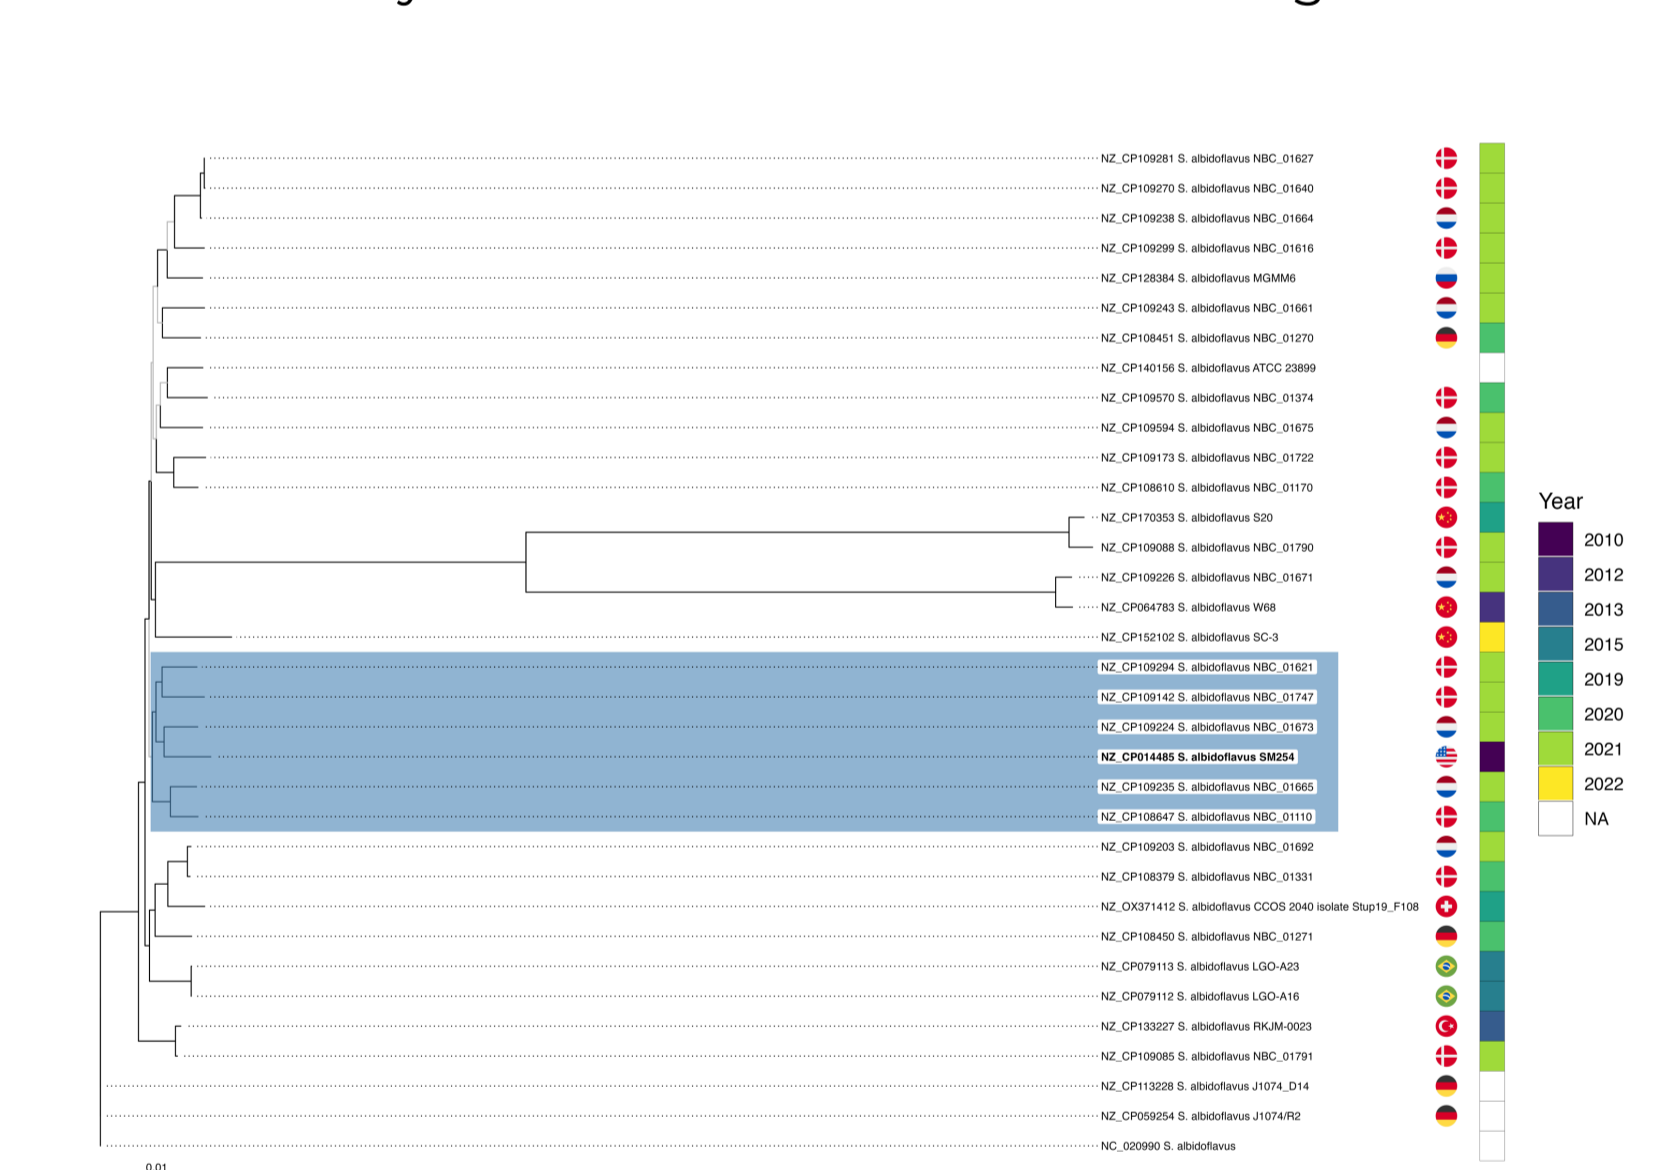 NZ_CP109281 S. albidoflavus NBC_01627
NZ_CP109270 S. albidoflavus NBC_01640
NZ_CP109238 S. albidoflavus NBC_01664
NZ_CP109299 S. albidoflavus NBC_01616
NZ_CP128384 S. albidoflavus MGMM6
NZ_CP109243 S. albidoflavus NBC_01661
NZ_CP108451 S. albidoflavus NBC_01270
NZ_CP140156 S. albidoflavus ATCC 23899
NZ_CP109570 S. albidoflavus NBC_01374
NZ_CP109594 S. albidoflavus NBC_01675
NZ_CP109173 S. albidoflavus NBC_01722
NZ_CP108610 S. albidoflavus NBC_01170
NZ_CP170353 S. albidoflavus S20
NZ_CP109088 S. albidoflavus NBC_01790
NZ_CP109226 S. albidoflavus NBC_01671
NZ_CP064783 S. albidoflavus W68
NZ_CP152102 S. albidoflavus SC-3
NZ_CP109294 S. albidoflavus NBC_01621
NZ_CP109142 S. albidoflavus NBC_01747
NZ_CP109224 S. albidoflavus NBC_01673
NZ_CP014485 S. albidoflavus SM254
NZ_CP109235 S. albidoflavus NBC_01665
NZ_CP108647 S. albidoflavus NBC_01110
NZ_CP109203 S. albidoflavus NBC_01692
NZ_CP108379 S. albidoflavus NBC_01331
NZ_OX371412 S. albidoflavus CCOS 2040 isolate Stup19_F108
NZ_CP108450 S. albidoflavus NBC_01271
NZ_CP079113 S. albidoflavus LGO-A23
NZ_CP079112 S. albidoflavus LGO-A16
NZ_CP133227 S. albidoflavus RKJM-0023
NZ_CP109085 S. albidoflavus NBC_01791
NZ_CP113228 S. albidoflavus J1074_D14
NZ_CP059254 S. albidoflavus J1074/R2
NC_020990 S. albidoflavus
0.01
Year
2010
2012
2013
2015
2019
2020
2021
2022
NA